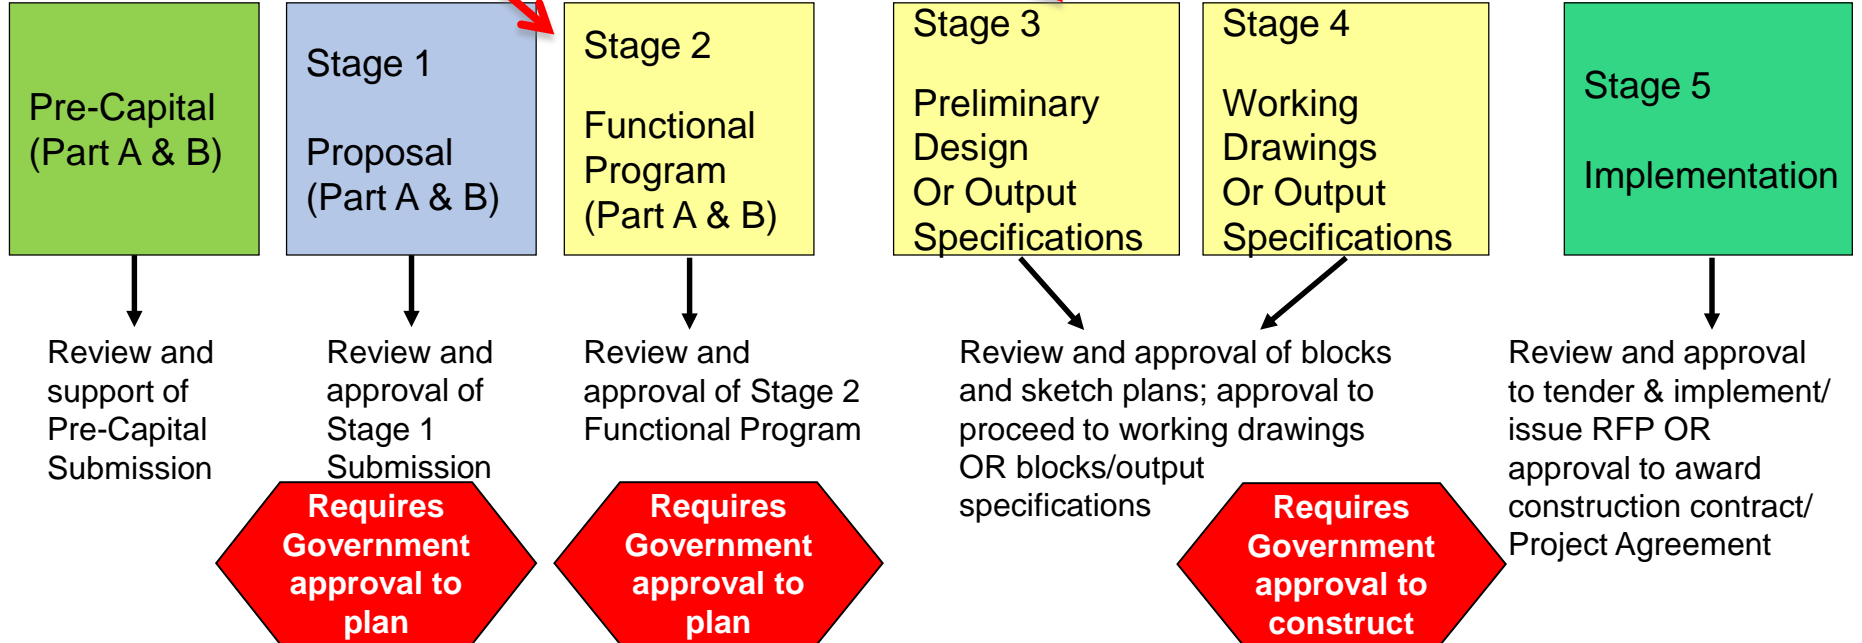 Pre-Capital
(Part A & B)
Stage 1
Proposal
(Part A & B)
Stage 2
Functional
Program
(Part A & B)
Stage 3
Preliminary
Design
Or Output
Specifications
Stage 4
Working
Drawings
Or Output
Specifications
Stage 5
Implementation
Review and
support of
Pre-Capital
Submission
Review and
approval of
Stage 1
Submission
Review and
approval of Stage 2
Functional Program
Review and approval of blocks
and sketch plans; approval to
proceed to working drawings
OR blocks/output
specifications
Review and approval
to tender & implement/
issue RFP OR
approval to award
construction contract/
Project Agreement
Requires
Government
approval to
plan
Requires
Government
approval to
plan
Requires
Government
approval to
construct